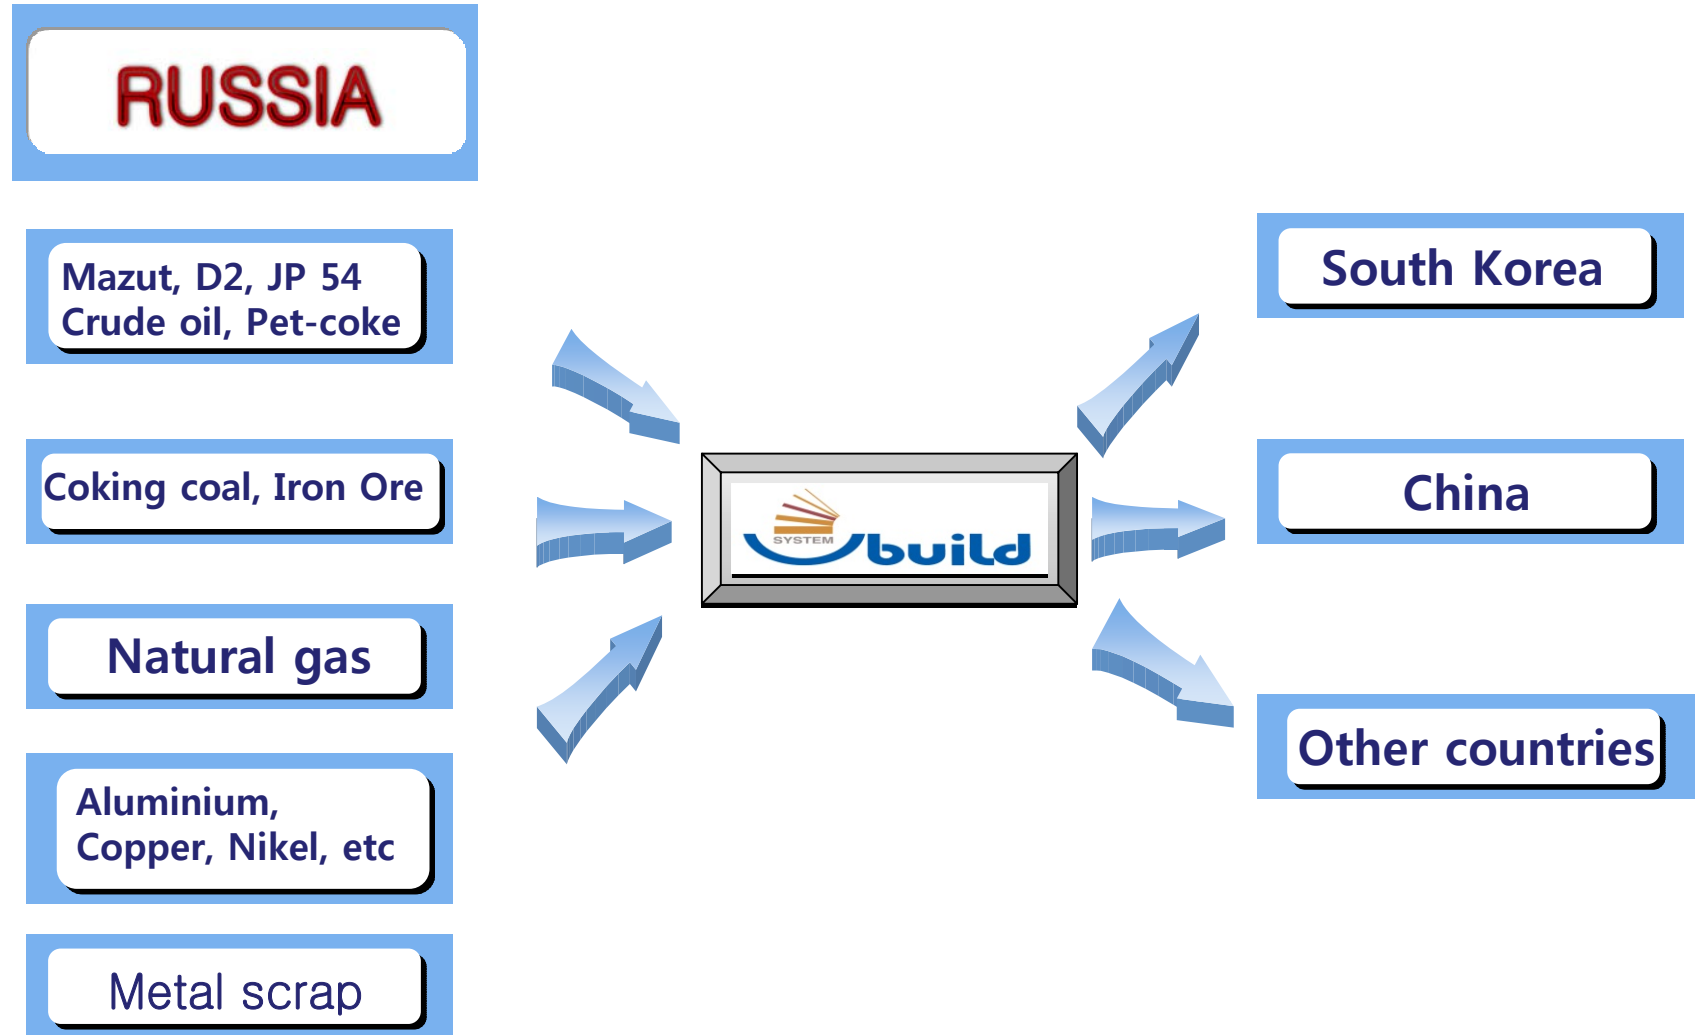 RUSSIA
Mazut, D2, JP 54
Crude oil, Pet-coke
Coking coal, Iron Ore
Natural gas
Aluminium,
Copper, Nikel, etc
Metal scrap
SYSTEM
Ubuild
South Korea
China
Other countries